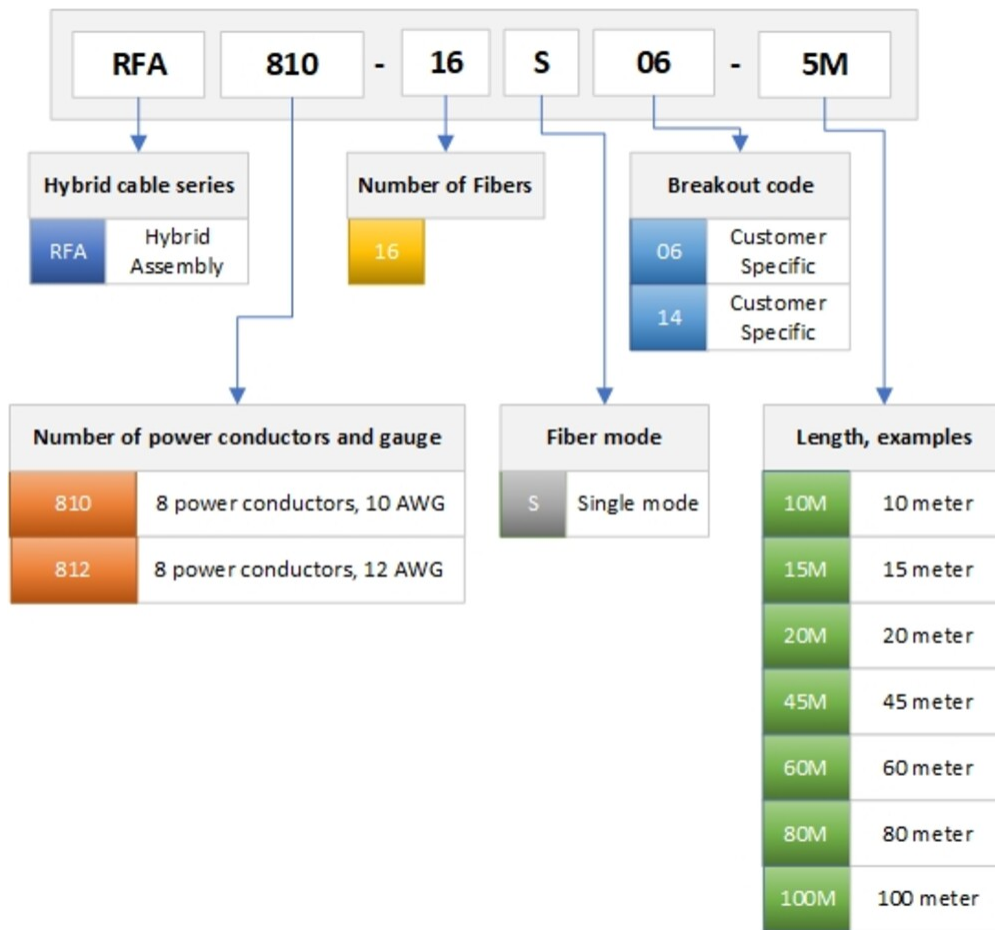 RFA 810 - 16 S 06 - 5M
Hybrid cable series
RFA Hybrid
Assembly
Number of Fibers
16
Breakout code
06 Customer
Specific
14 Customer
Specific
Number of power conductors and gauge
810 8 power conductors, 10 AWG
812 8 power conductors, 12 AWG
Fiber mode
S Single mode
Length, examples
10M 10 meter
15M 15 meter
20M 20 meter
45M 45 meter
60M 60 meter
80M 80 meter
100M 100 meter